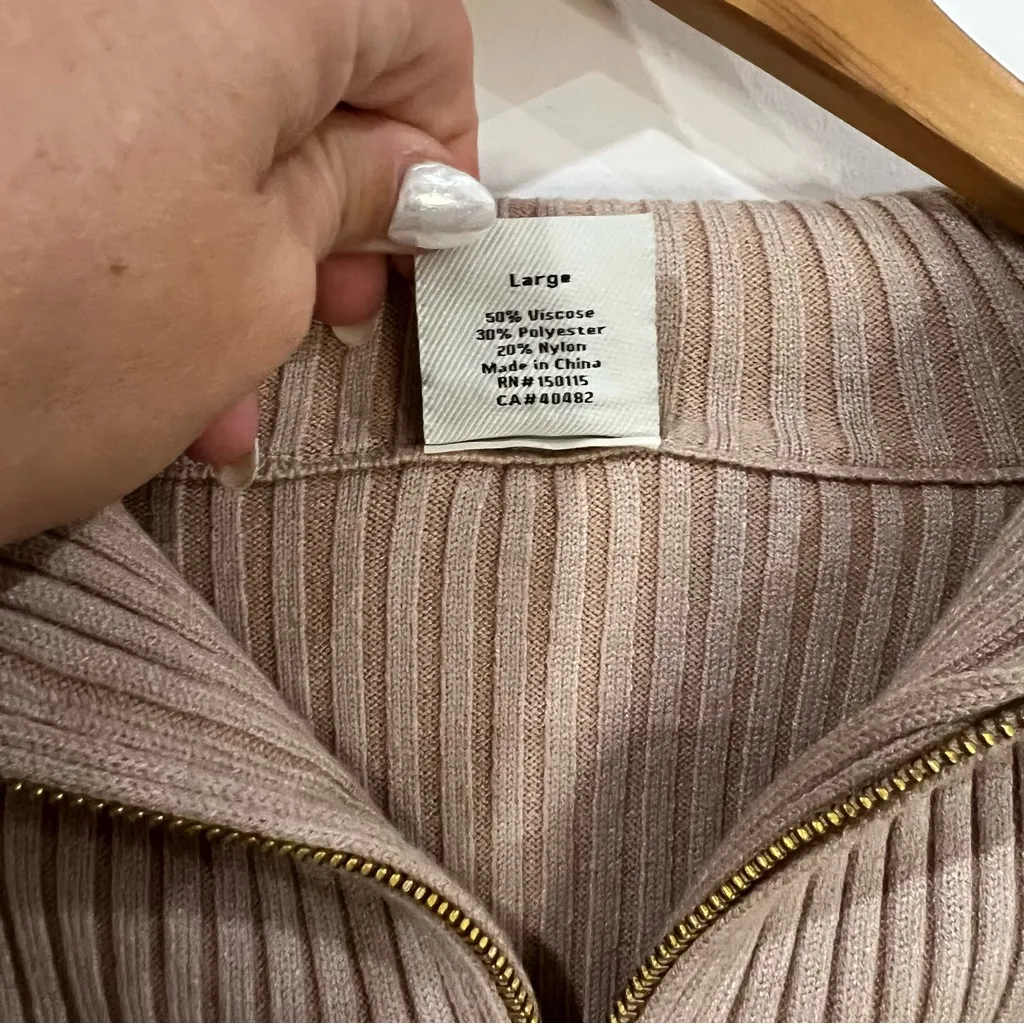 Large
50% Viscose
30% Polyester
20% Nylon
Made in China
RN#150115
CA#40482